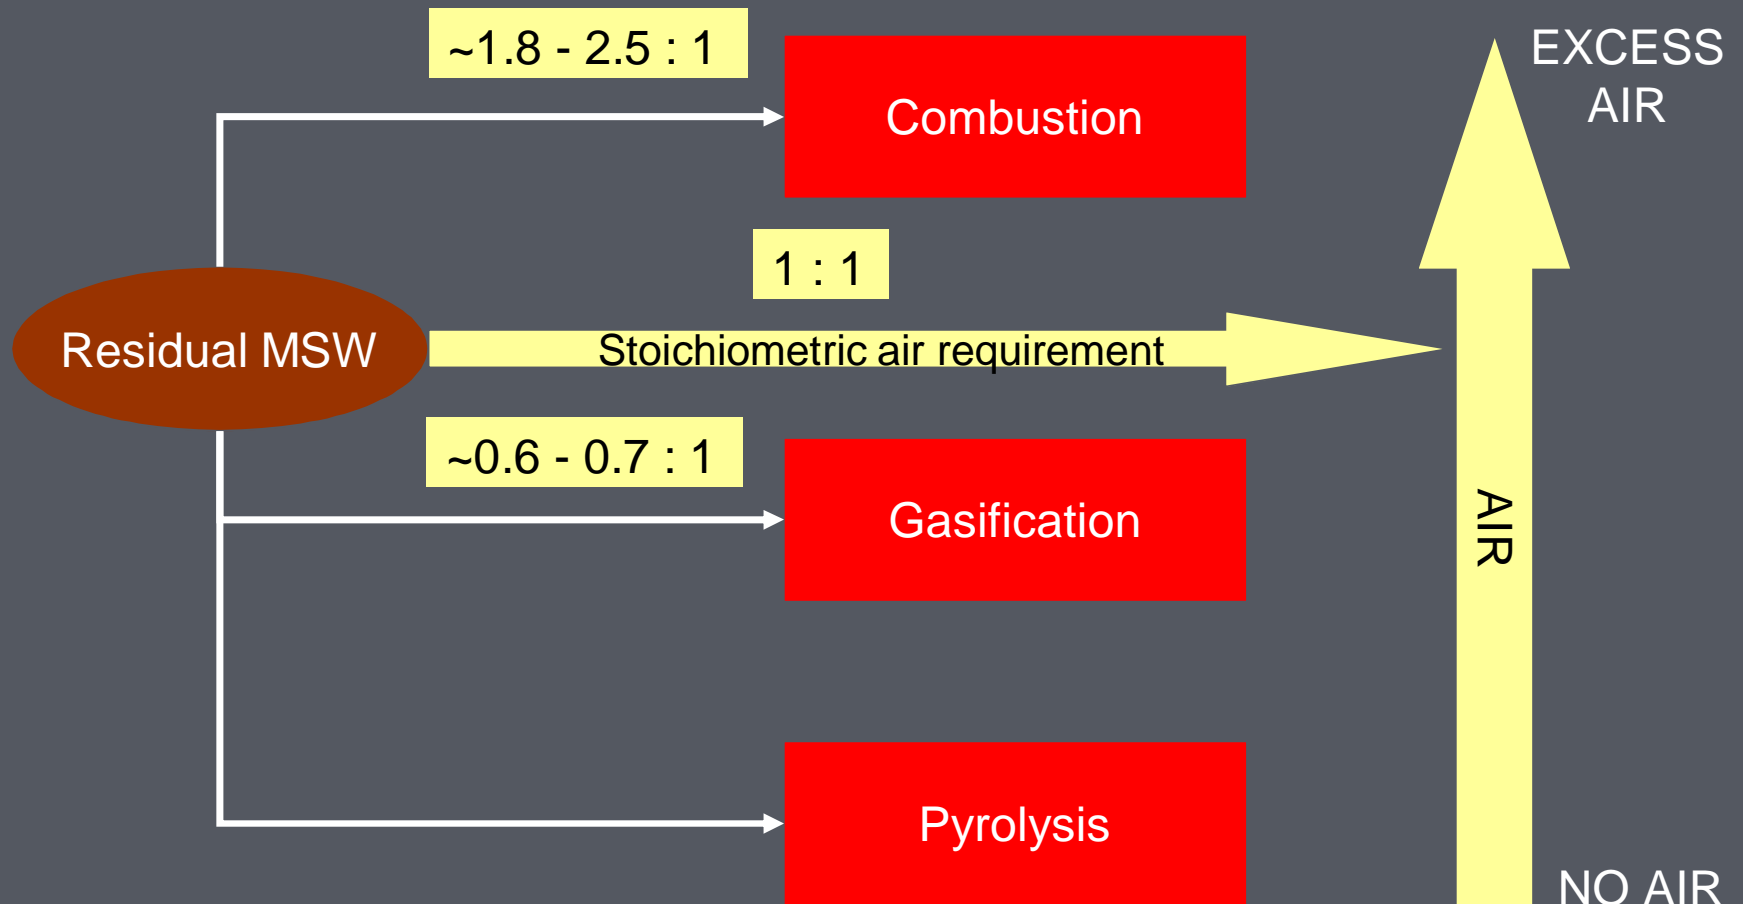 ~1.8 - 2.5 : 1
EXCESS
AIR
Combustion
1 : 1
Residual MSW
Stoichiometric air requirement
~0.6 - 0.7 : 1
Gasification
AIR
Pyrolysis
NO AIR